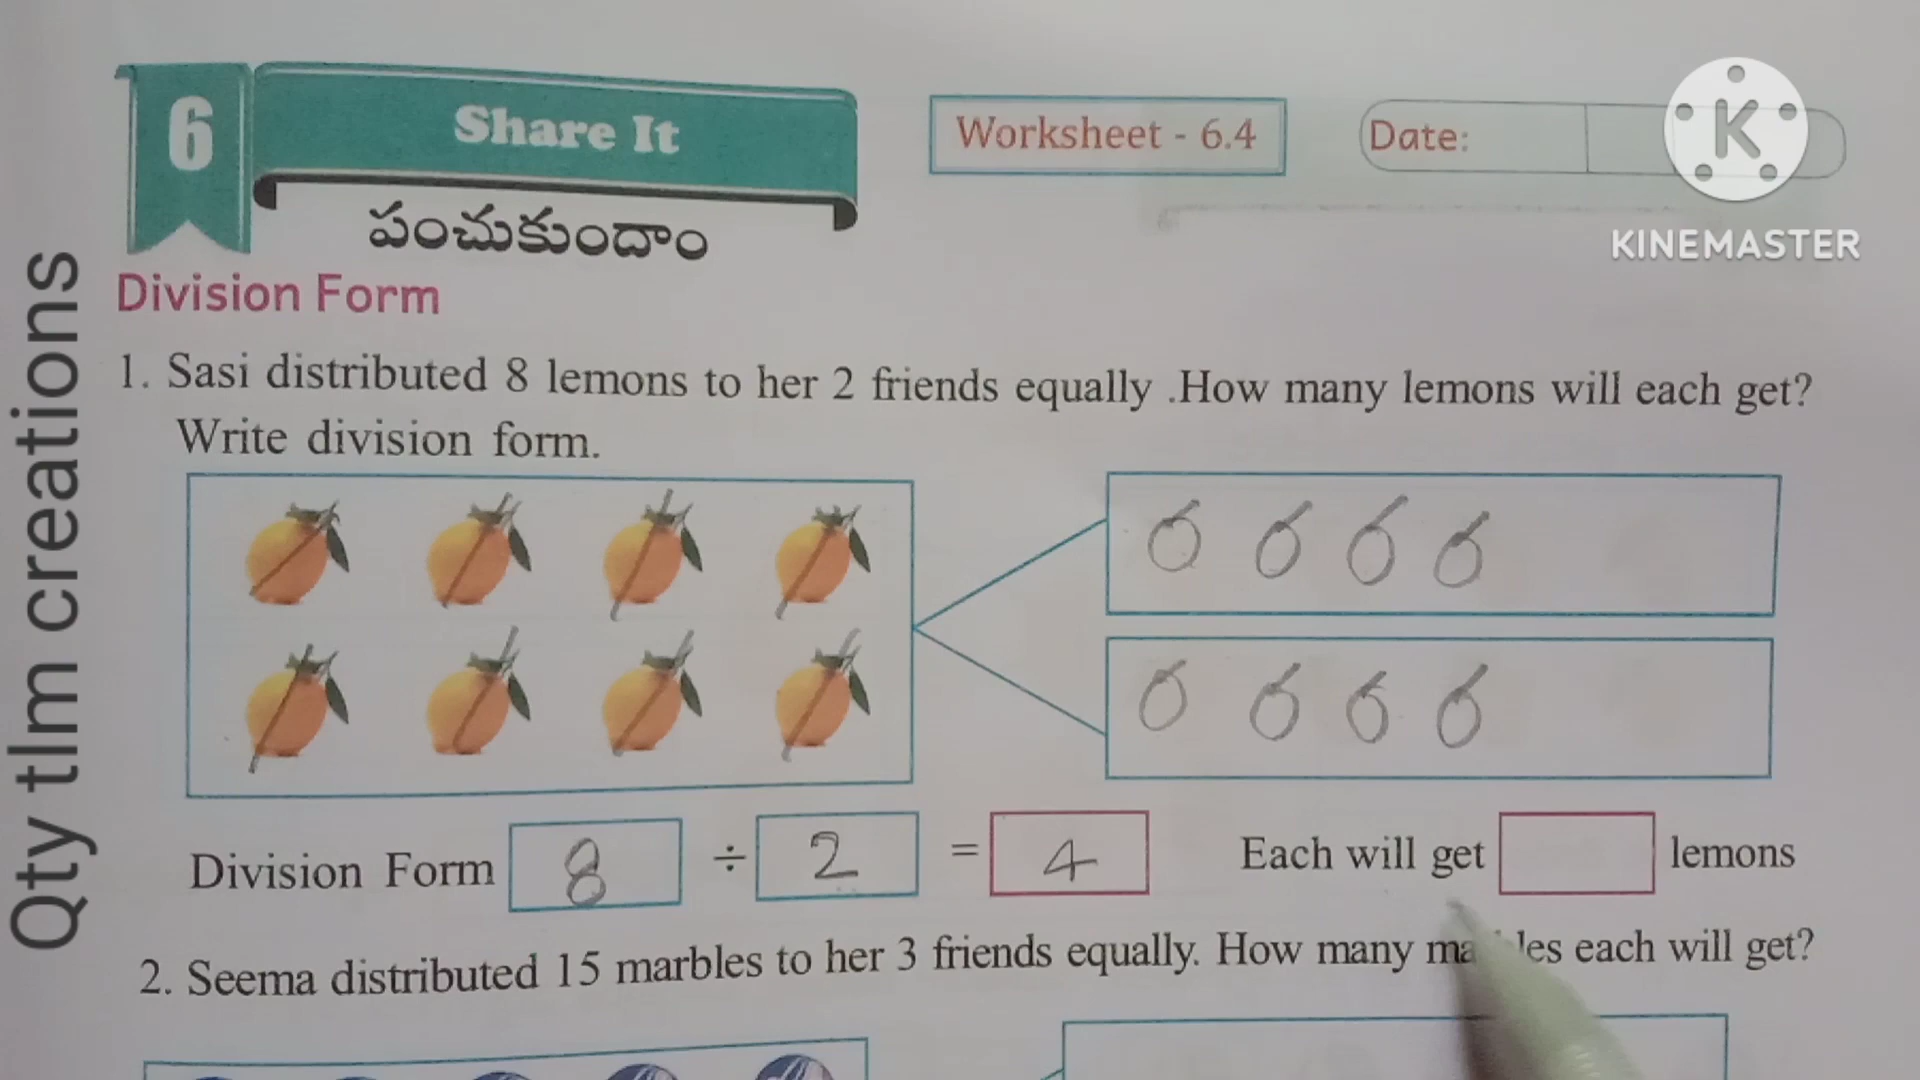 6
Share It
Worksheet - 6.4
Date:
K
KINEMASTER
పంచుకుందాం
Qty tlm creations
Division Form
1. Sasi distributed 8 lemons to her 2 friends equally .How many lemons will each get?
Write division form.
Division Form 8 ÷ 2 = 4 Each will get lemons
2. Seema distributed 15 marbles to her 3 friends equally. How many each will get?